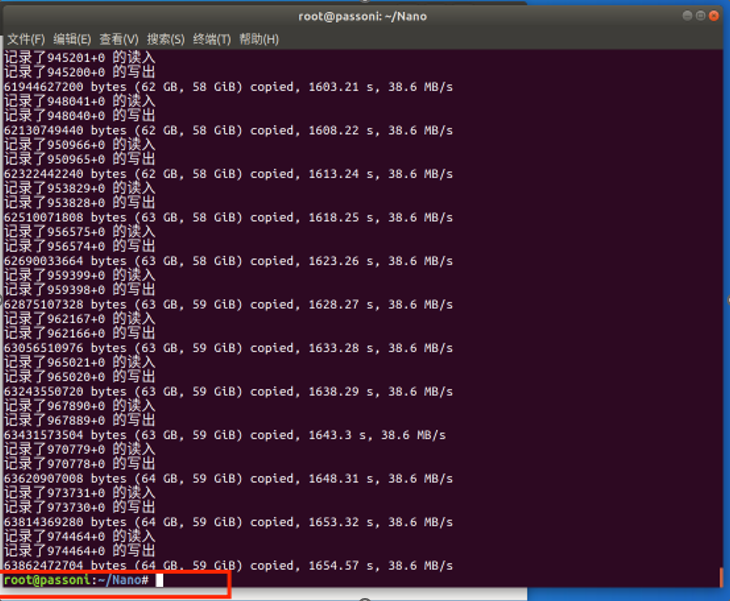 root@passoni: ~/Nano
文件(F) 编辑(E) 查看(V) 搜索(S) 终端(T) 帮助(H)
记录了945201+0 的读入
记录了945200+0 的写出
61944627200 bytes (62 GB, 58 GiB) copied, 1603.21 s, 38.6 MB/s
记录了948041+0 的读入
记录了948040+0 的写出
62130749440 bytes (62 GB, 58 GiB) copied, 1608.22 s, 38.6 MB/s
记录了950966+0 的读入
记录了950965+0 的写出
62322442240 bytes (62 GB, 58 GiB) copied, 1613.24 s, 38.6 MB/s
记录了953829+0 的读入
记录了953828+0 的写出
62510071808 bytes (63 GB, 58 GiB) copied, 1618.25 s, 38.6 MB/s
记录了956575+0 的读入
记录了956574+0 的写出
62690033664 bytes (63 GB, 58 GiB) copied, 1623.26 s, 38.6 MB/s
记录了959399+0 的读入
记录了959398+0 的写出
62875107328 bytes (63 GB, 59 GiB) copied, 1628.27 s, 38.6 MB/s
记录了962167+0 的读入
记录了962166+0 的写出
63056510976 bytes (63 GB, 59 GiB) copied, 1633.28 s, 38.6 MB/s
记录了965021+0 的读入
记录了965020+0 的写出
63243550720 bytes (63 GB, 59 GiB) copied, 1638.29 s, 38.6 MB/s
记录了967890+0 的读入
记录了967889+0 的写出
63431573504 bytes (63 GB, 59 GiB) copied, 1643.3 s, 38.6 MB/s
记录了970779+0 的读入
记录了970778+0 的写出
63620907008 bytes (64 GB, 59 GiB) copied, 1648.31 s, 38.6 MB/s
记录了973731+0 的读入
记录了973730+0 的写出
63814369280 bytes (64 GB, 59 GiB) copied, 1653.32 s, 38.6 MB/s
记录了974464+0 的读入
记录了974464+0 的写出
63862472704 bytes (64 GB, 59 GiB) copied, 1654.57 s, 38.6 MB/s
root@passoni:~/Nano#